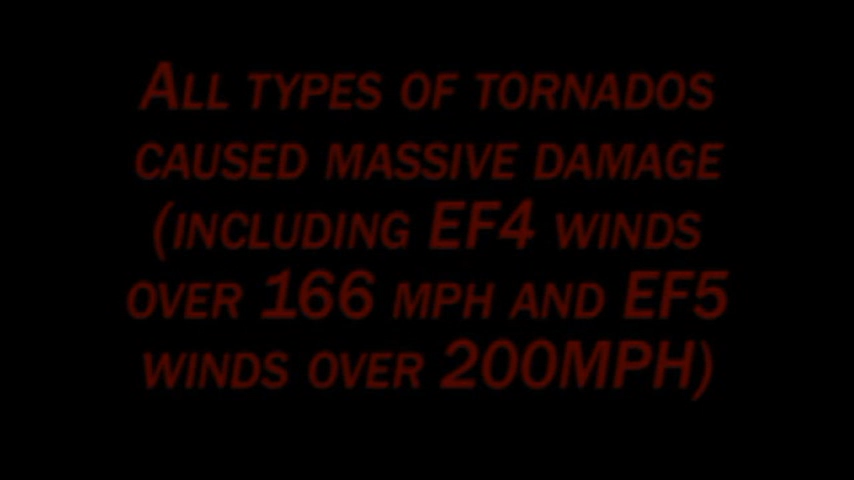 All types of tornados
caused massive damage
(including EF4 winds
over 166 mph and EF5
winds over 200MPH)